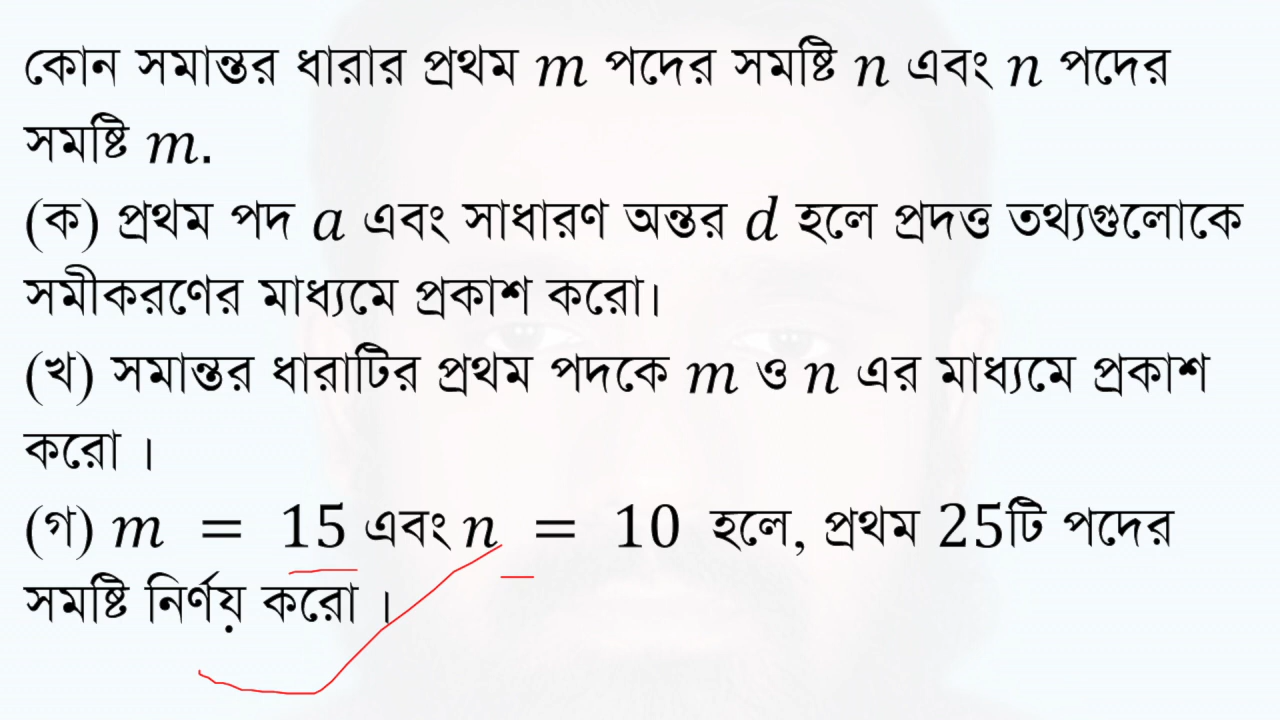 কোন সমান্তর ধারার প্রথম m পদের সমষ্টি n এবং n পদের
সমষ্টি m.
(ক) প্রথম পদ a এবং সাধারণ অন্তর d হলে প্রদত্ত তথ্যগুলোকে
সমীকরণের মাধ্যমে প্রকাশ করো।
(খ) সমান্তর ধারাটির প্রথম পদকে m ও n এর মাধ্যমে প্রকাশ
করো ।
(গ) m = 15 এবং n = 10 হলে, প্রথম 25টি পদের
সমষ্টি নির্ণয় করো ।